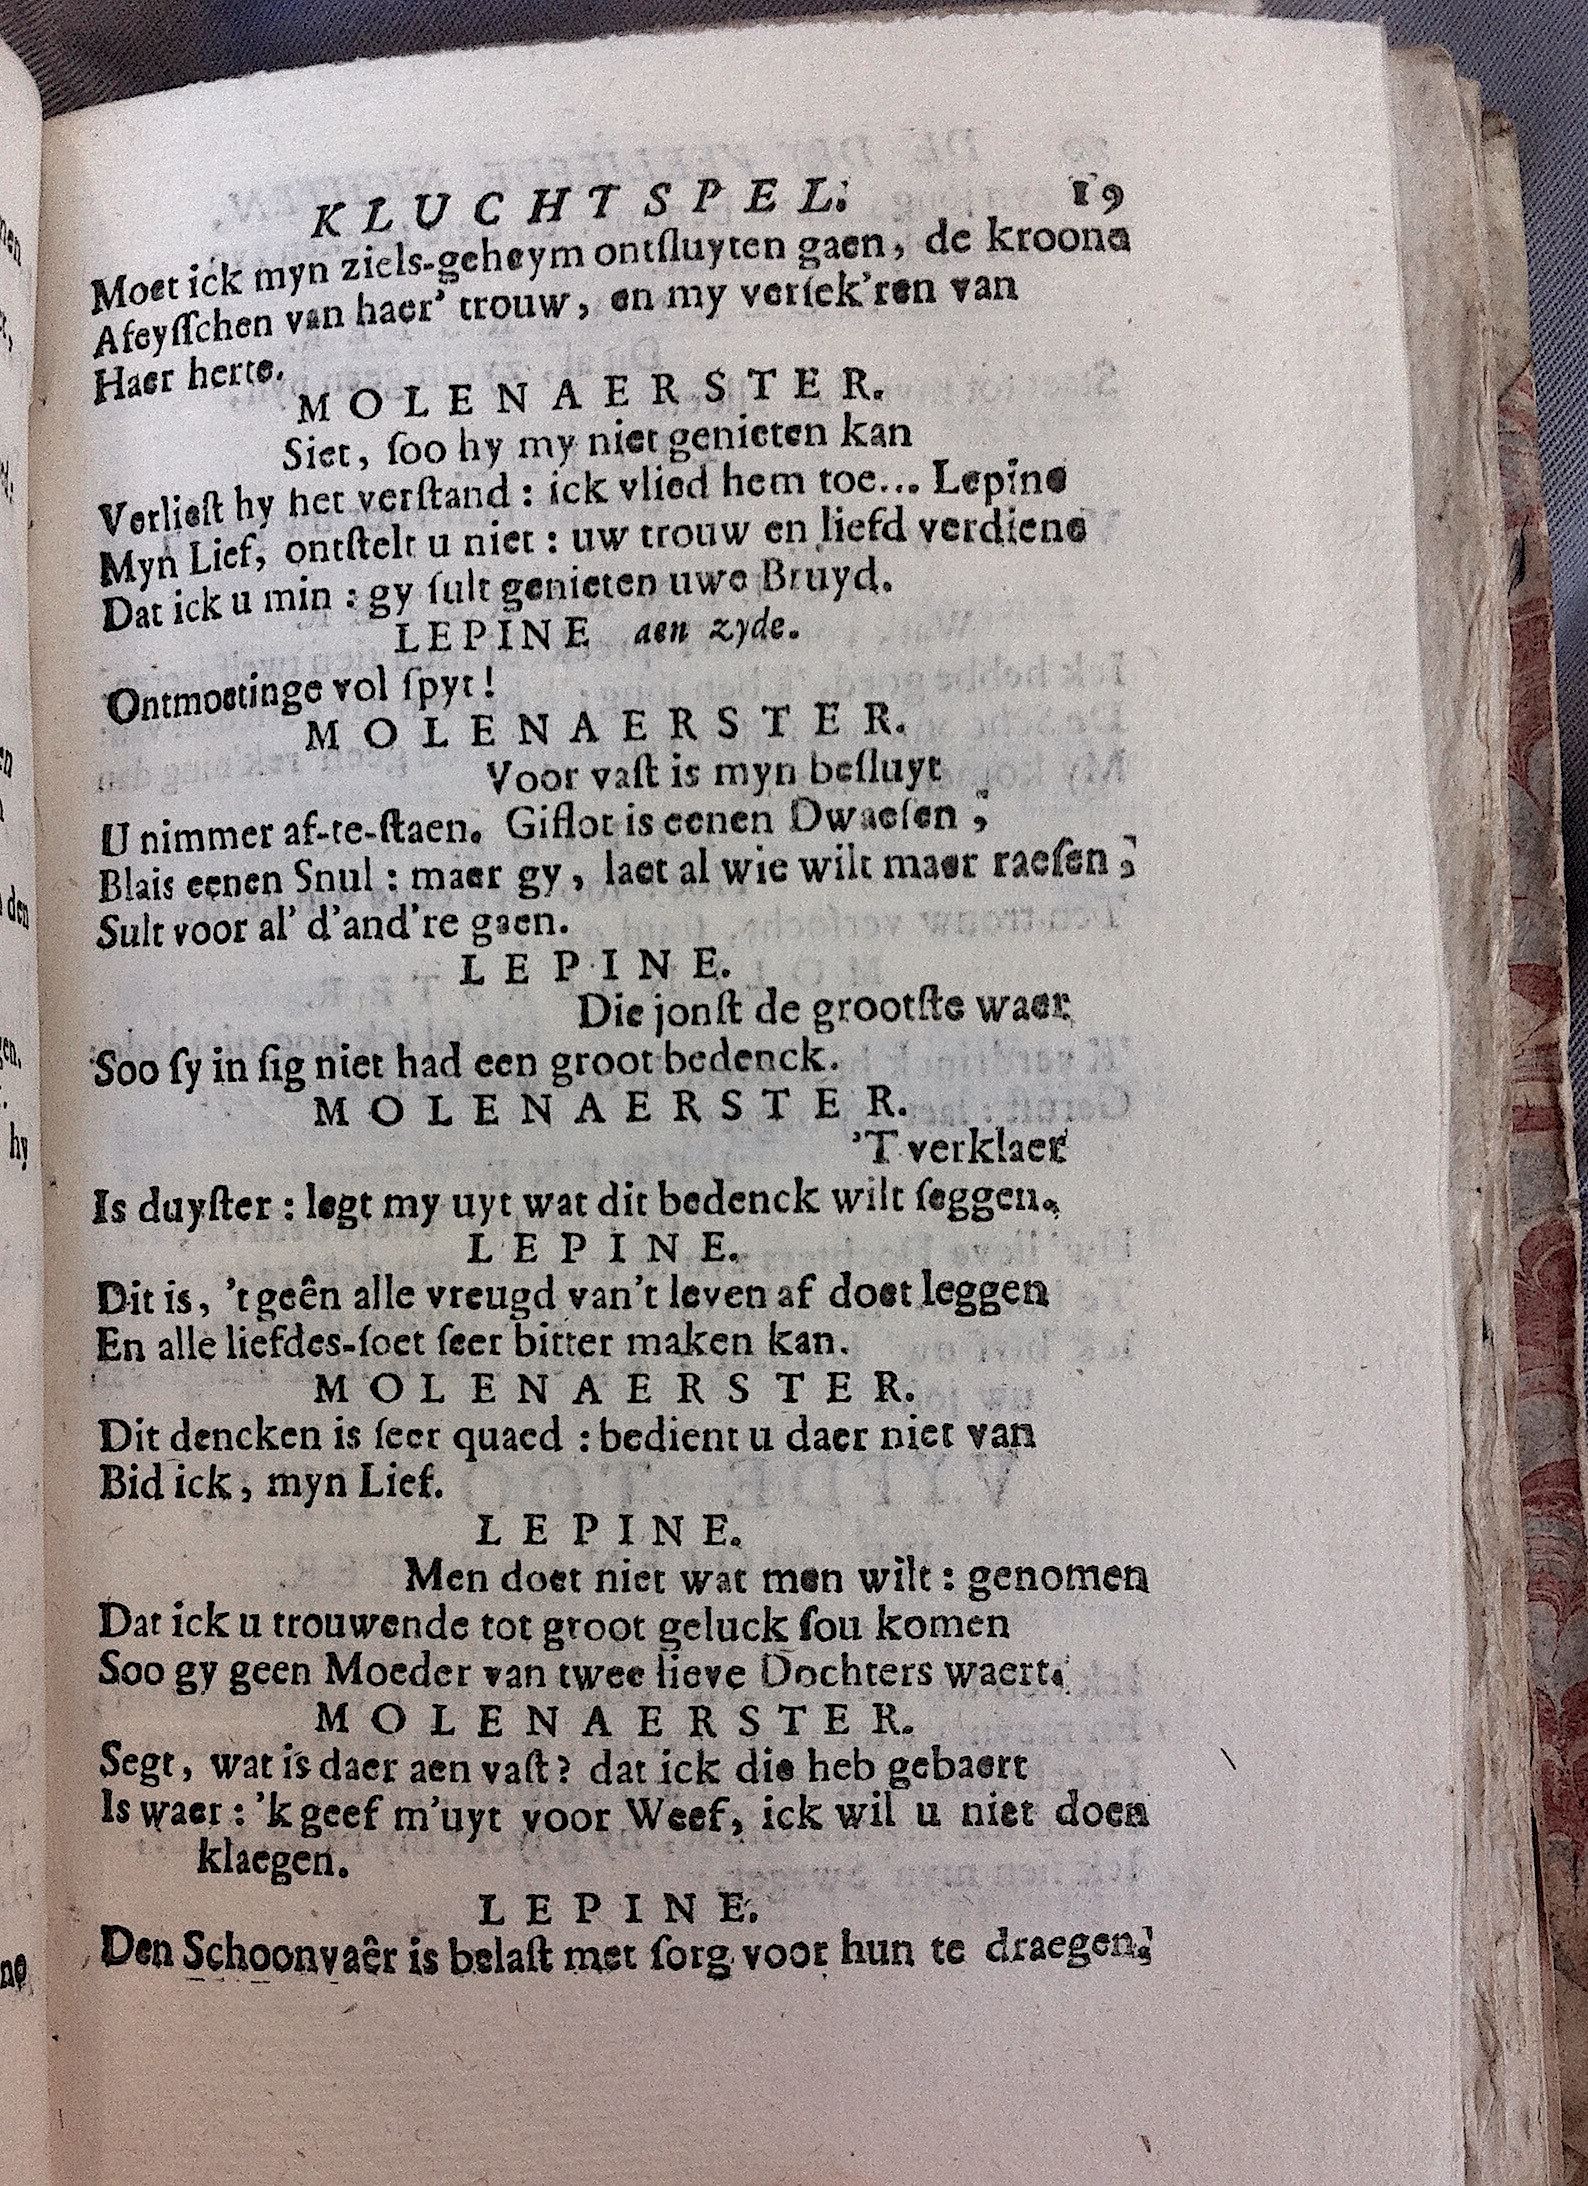 KLUCHTSPEL. 19
Moet ick myn ziels-geheym ontſluyten gaen, de kroone
Afeyſſchen van haer' trouw, en my verſek'ren van
Haer herte.
MOLENAERSTER.
Siet, ſoo hy my niet genieten kan
Verlieſt hy het verſtand : ick vlied hem toe... Lepine
Myn Lief, ontſtelt u niet : uw trouw en liefd verdiene
Dat ick u min : gy ſult genieten uwe Bruyd.
LEPINE aen zyde.
Ontmoetinge vol ſpyt!
MOLENAERSTER.
Voor vaſt is myn beſluyt
U nimmer af-te-ſtaen. Giflot is eenen Dwaeſen,
Blais eenen Snul : maer gy, laet al wie wilt maer raeſen,
Sult voor al' d'and're gaen.
LEPINE.
Die jonſt de grootſte waer
Soo ſy in ſig niet had een groot bedenck.
MOLENAERSTER.
'T verklaer
Is duyſter : legt my uyt wat dit bedenck wilt ſeggen.
LEPINE.
Dit is, 't geên alle vreugd van't leven af doet leggen
En alle liefdes-ſoet ſeer bitter maken kan.
MOLENAERSTER.
Dit dencken is ſeer quaed : bedient u daer niet van
Bid ick, myn Lief.
LEPINE.
Men doet niet wat men wilt : genomen
Dat ick u trouwende tot groot geluck ſou komen
Soo gy geen Moeder van twee lieve Dochters waert.
MOLENAERSTER.
Segt, wat is daer aen vaſt? dat ick die heb gebaert
Is waer : 'k geef m'uyt voor Weef, ick wil u niet doen
klaegen.
LEPINE.
Den Schoonvaêr is belaſt met ſorg voor hun te draegen.